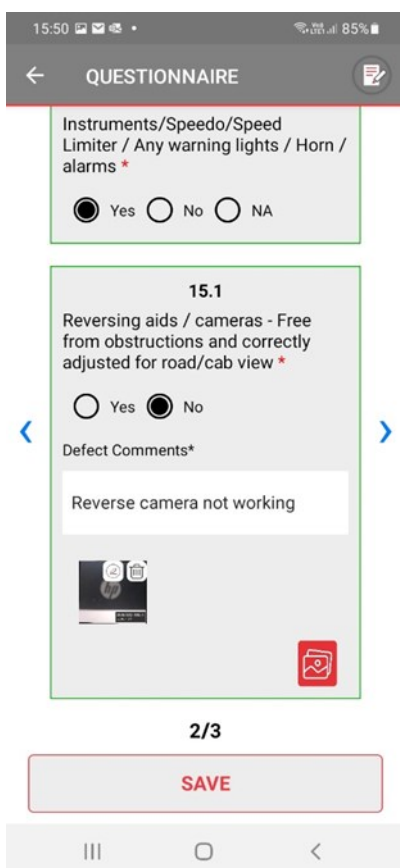 15:50
85%
QUESTIONNAIRE
Instruments/Speedo/Speed
Limiter / Any warning lights / Horn /
alarms *
Yes No NA
15.1
Reversing aids / cameras - Free
from obstructions and correctly
adjusted for road/cab view *
Yes No
Defect Comments*
Reverse camera not working
hp
2/3
SAVE